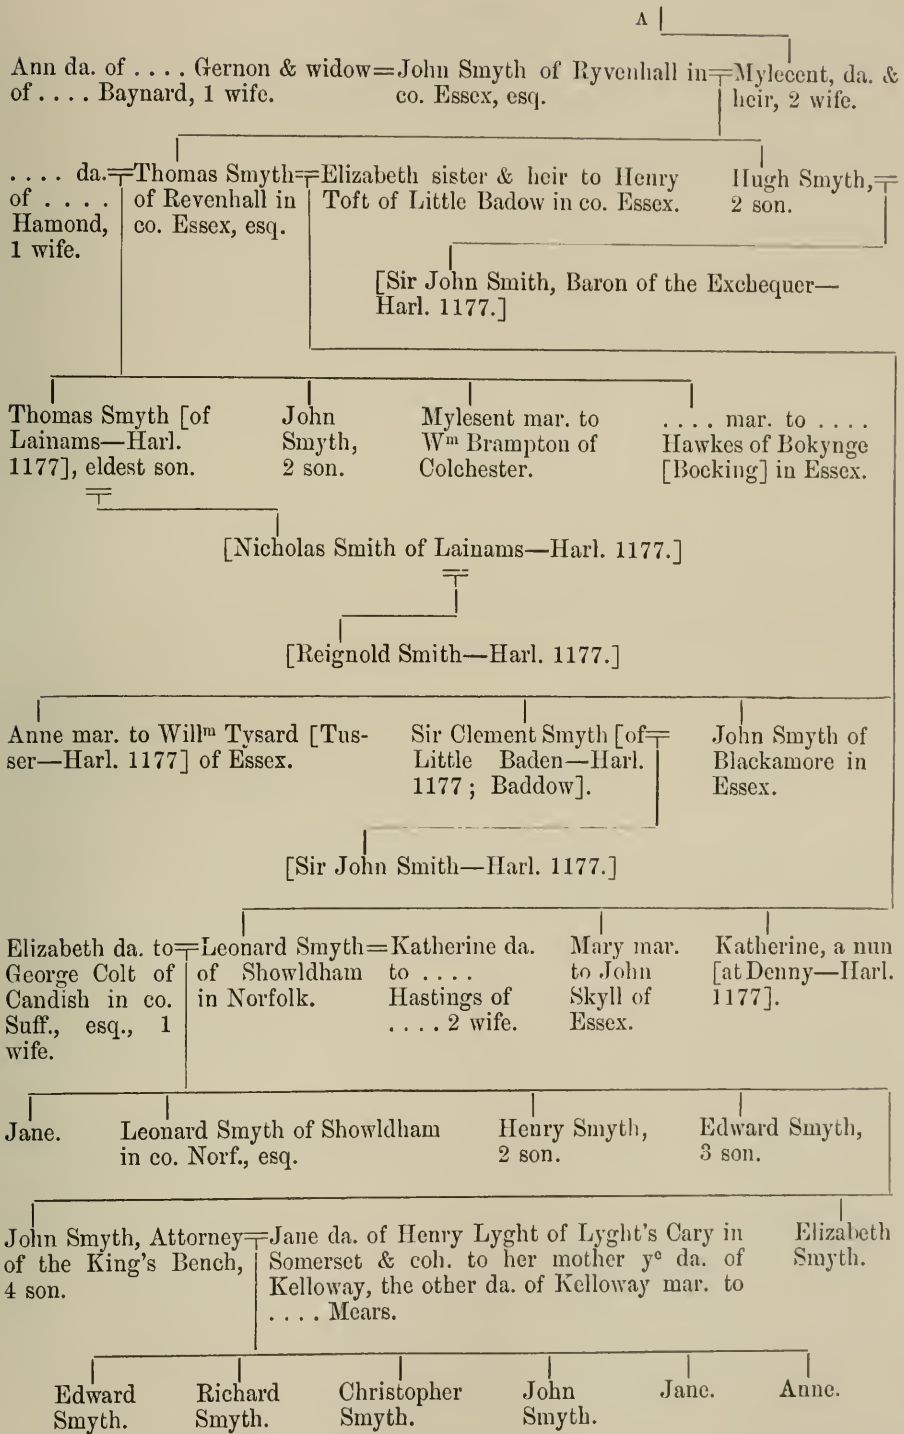 A
Ann da. of .... Gernon & widow=John Smyth of Ryvenhall in=Mylecent, da. &
of .... Baynard, 1 wife. co. Essex, esq. heir, 2 wife.
.... da.=Thomas Smyth=Elizabeth sister & heir to Henry Hugh Smyth,=
of .... of Revenhall in Toft of Little Badow in co. Essex. 2 son.
Hamond, co. Essex, esq.
1 wife.
[Sir John Smith, Baron of the Exchequer—
Harl. 1177.]
Thomas Smyth [of John Mylesent mar. to .... mar. to ....
Lainams—Harl. Smyth, Wm Brampton of Hawkes of Bokynge
1177], eldest son. 2 son. Colchester. [Bocking] in Essex.
[Nicholas Smith of Lainams—Harl. 1177.]
[Reignold Smith—Harl. 1177.]
Anne mar. to Willm Tysard [Tus- Sir Clement Smyth [of= John Smyth of
ser—Harl. 1177] of Essex. Little Baden—Harl. Blackamore in
1177; Baddow]. Essex.
[Sir John Smith—Harl. 1177.]
Elizabeth da. to=Leonard Smyth=Katherine da. Mary mar. Katherine, a nun
George Colt of of Showldham to .... to John [at Denny—Harl.
Candish in co. in Norfolk. Hastings of Skyll of 1177].
Suff., esq., 1 .... 2 wife. Essex.
wife.
Jane. Leonard Smyth of Showldham Henry Smyth, Edward Smyth,
in co. Norf., esq. 2 son. 3 son.
John Smyth, Attorney=Jane da. of Henry Lyght of Lyght's Cary in Elizabeth
of the King's Bench, Somerset & coh. to her mother ye da. of Smyth.
4 son. Kelloway, the other da. of Kelloway mar. to
.... Mears.
Edward Richard Christopher John Jane. Anne.
Smyth. Smyth. Smyth. Smyth.